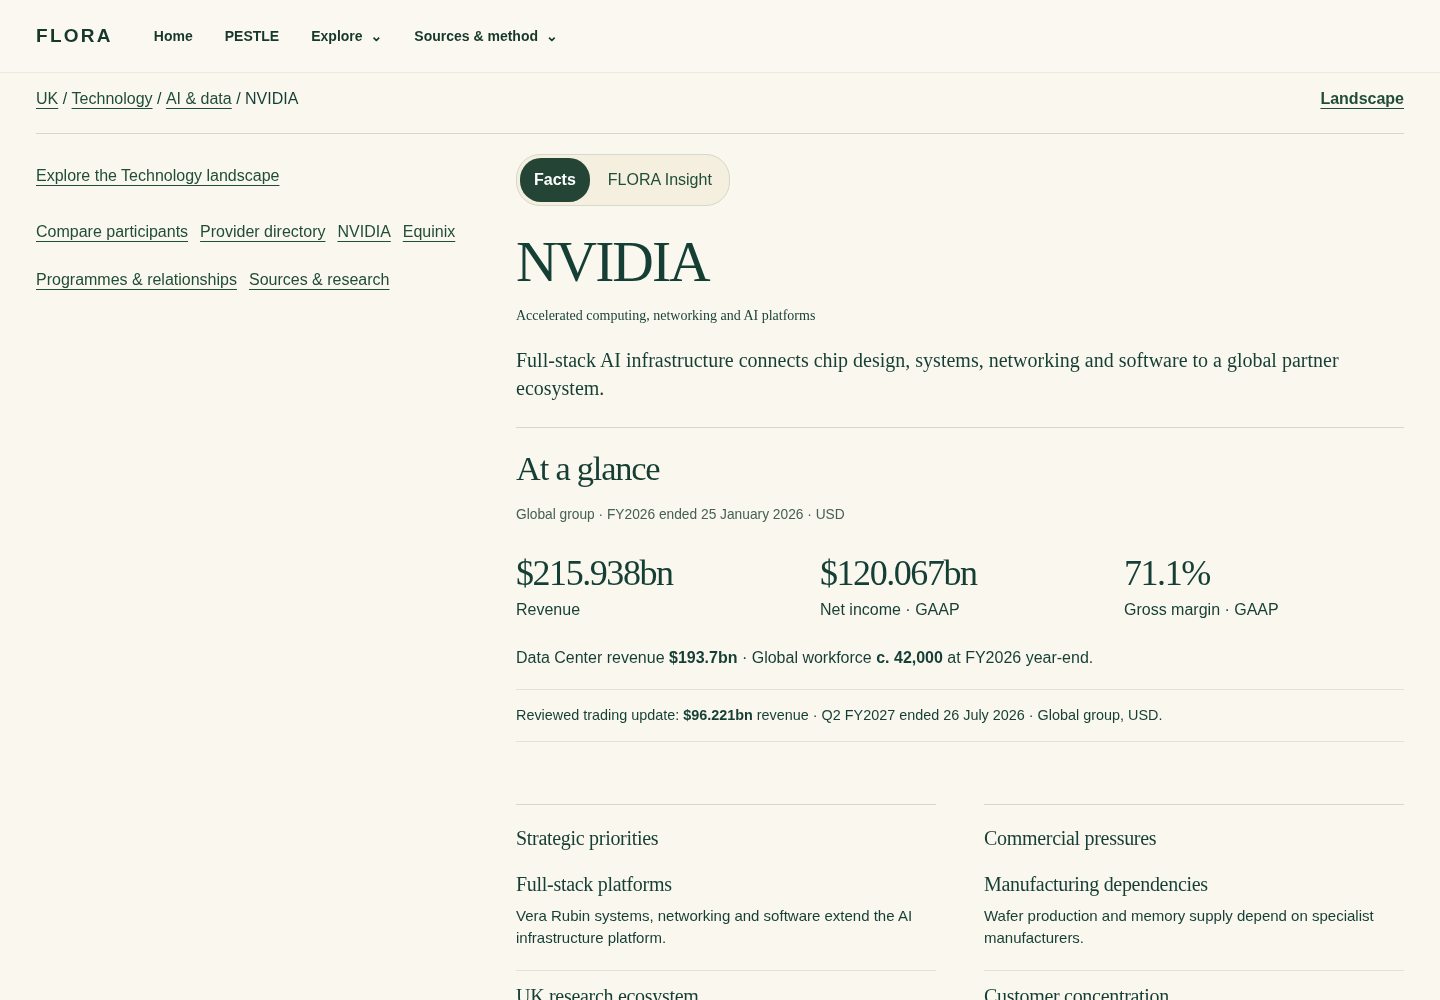 FLORA
Home
PESTLE
Explore
Sources & method
UK / Technology / AI & data / NVIDIA
Landscape
Explore the Technology landscape
Compare participants Provider directory NVIDIA Equinix
Programmes & relationships Sources & research
Facts
FLORA Insight
NVIDIA
Accelerated computing, networking and AI platforms
Full-stack AI infrastructure connects chip design, systems, networking and software to a global partner
ecosystem.
At a glance
Global group · FY2026 ended 25 January 2026 · USD
$215.938bn
Revenue
$120.067bn
Net income · GAAP
71.1%
Gross margin · GAAP
Data Center revenue $193.7bn · Global workforce c. 42,000 at FY2026 year-end.
Reviewed trading update: $96.221bn revenue · Q2 FY2027 ended 26 July 2026 · Global group, USD.
Strategic priorities
Full-stack platforms
Vera Rubin systems, networking and software extend the AI
infrastructure platform.
UK research ecosystem
Commercial pressures
Manufacturing dependencies
Wafer production and memory supply depend on specialist
manufacturers.
Customer concentration